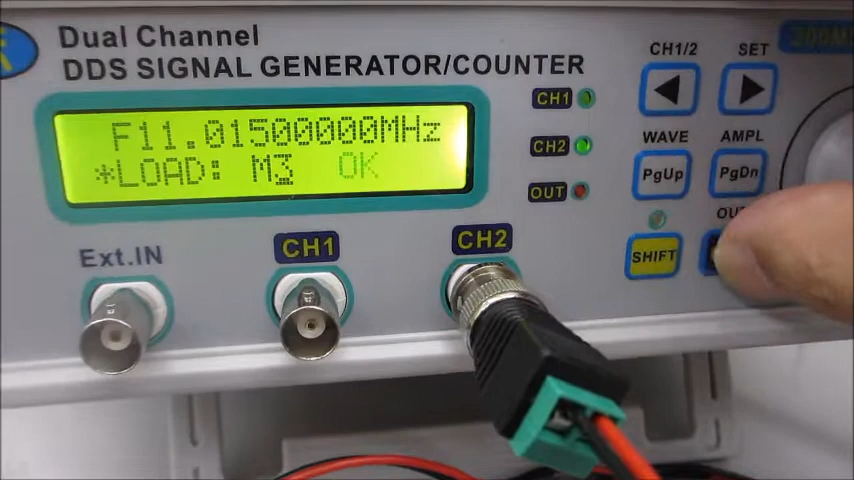 Dual Channel
DDS SIGNAL GENERATOR/COUNTER
F11.01500000MHz
*LOAD: M3 OK
CH1
CH2
OUT
CH1/2
SET
WAVE
AMPL
PgUp
PgDn
SHIFT
Ext.IN
CH1
CH2